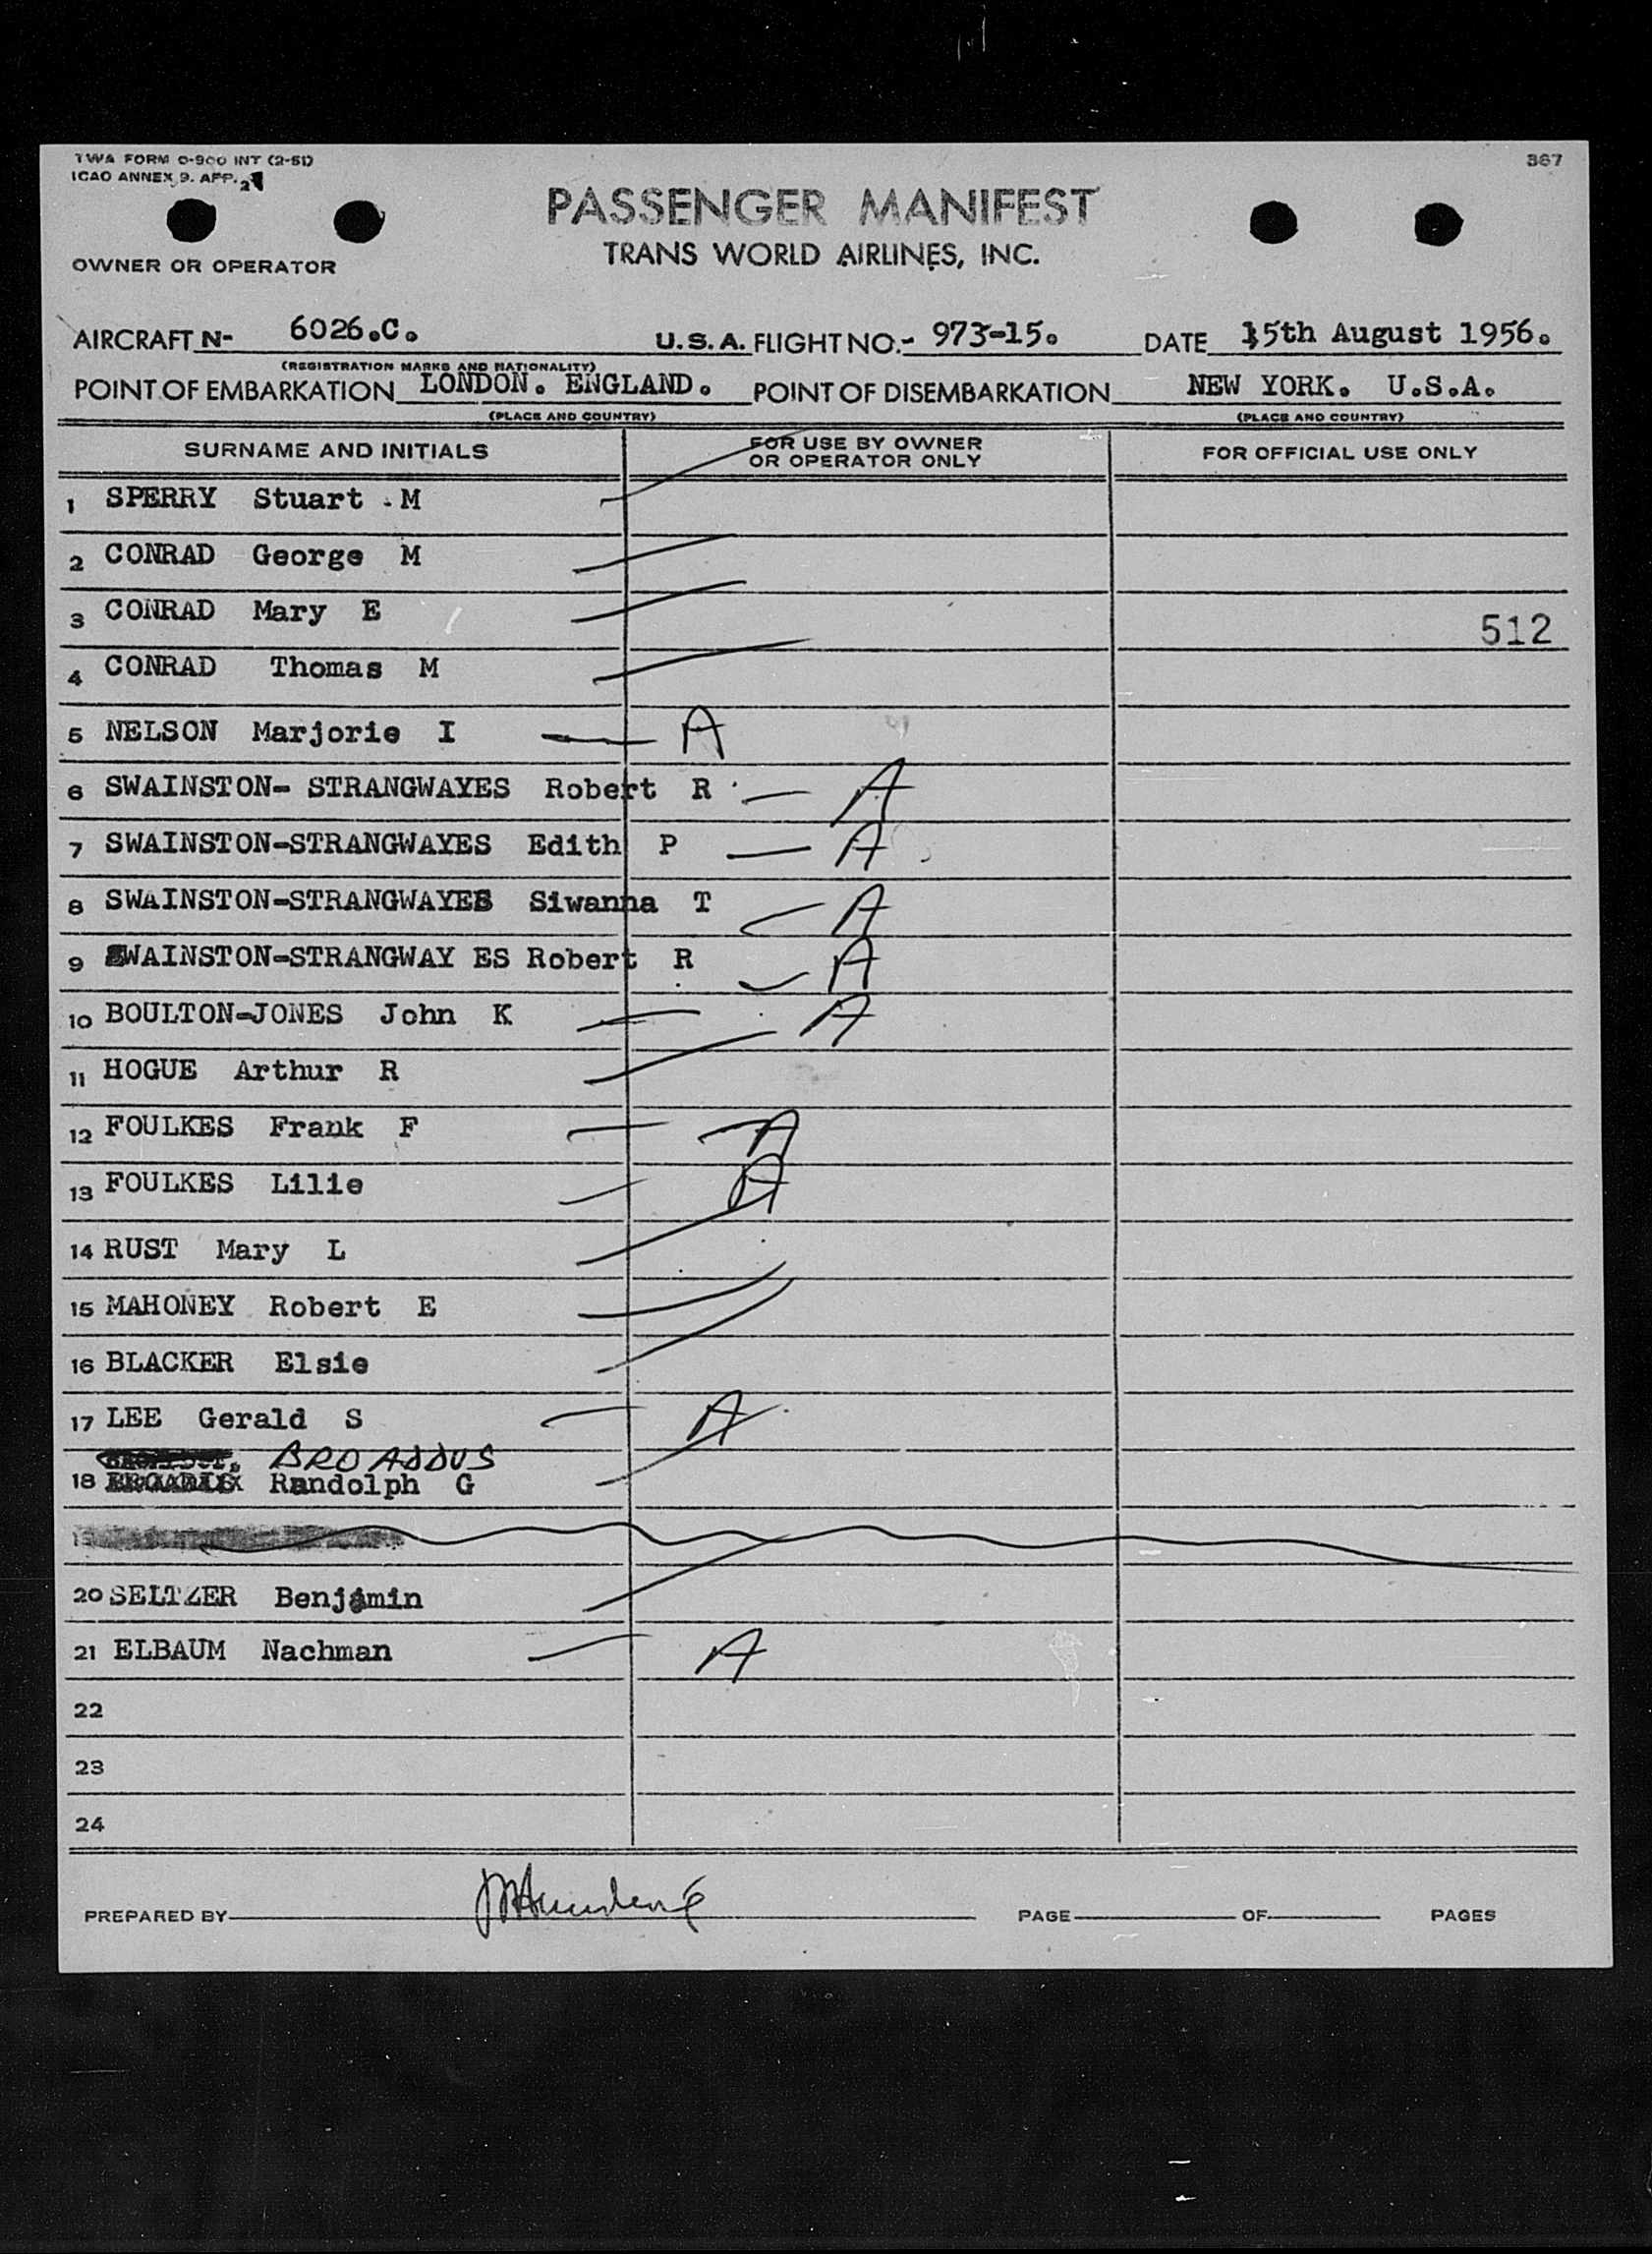 TWA FORM O-900 INT (2-51)
367
ICAO ANNEX 9. APP. 2
PASSENGER MANIFEST
TRANS WORLD AIRLINES, INC.
OWNER OR OPERATOR
AIRCRAFT N- 6026.C. U.S.A. FLIGHT NO.- 973-15. DATE 15th August 1956.
(REGISTRATION MARKS AND NATIONALITY)
POINT OF EMBARKATION LONDON. ENGLAND. POINT OF DISEMBARKATION NEW YORK. U.S.A.
(PLACE AND COUNTRY) (PLACE AND COUNTRY)
SURNAME AND INITIALS FOR USE BY OWNER OR OPERATOR ONLY FOR OFFICIAL USE ONLY
1 SPERRY Stuart M
2 CONRAD George M
3 CONRAD Mary E 512
4 CONRAD Thomas M
5 NELSON Marjorie I — A
6 SWAINSTON- STRANGWAYES Robert R — A
7 SWAINSTON-STRANGWAYES Edith P — A
8 SWAINSTON-STRANGWAYES Siwanna T A
9 SWAINSTON-STRANGWAY ES Robert R A
10 BOULTON-JONES John K A
11 HOGUE Arthur R
12 FOULKES Frank F A
13 FOULKES Lilie A
14 RUST Mary L
15 MAHONEY Robert E
16 BLACKER Elsie
17 LEE Gerald S A
BROADDUS
18 Randolph G
20 SELTZER Benjamin
21 ELBAUM Nachman A
22
23
24
PREPARED BY PAGE OF PAGES